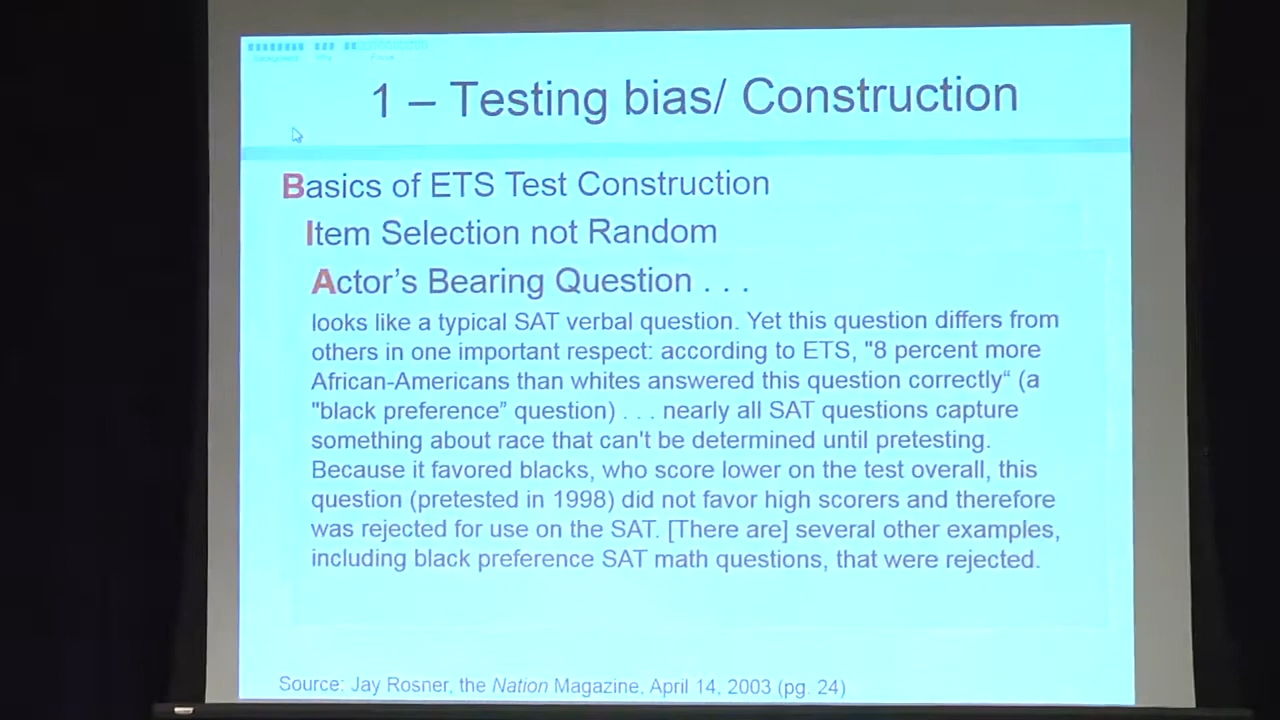 1 – Testing bias/ Construction
Basics of ETS Test Construction
Item Selection not Random
Actor's Bearing Question . . .
looks like a typical SAT verbal question. Yet this question differs from
others in one important respect: according to ETS, "8 percent more
African-Americans than whites answered this question correctly“ (a
"black preference” question) . . . nearly all SAT questions capture
something about race that can't be determined until pretesting.
Because it favored blacks, who score lower on the test overall, this
question (pretested in 1998) did not favor high scorers and therefore
was rejected for use on the SAT. [There are] several other examples,
including black preference SAT math questions, that were rejected.
Source: Jay Rosner, the Nation Magazine, April 14, 2003 (pg. 24)